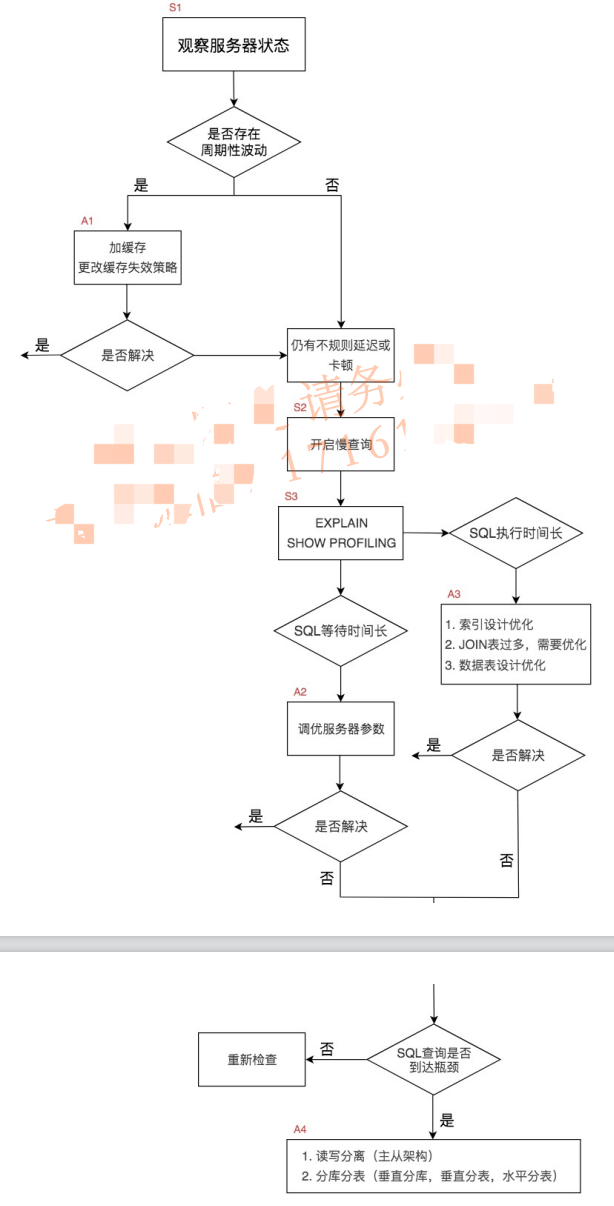 S1
观察服务器状态
是否存在
周期性波动
是
否
A1
加缓存
更改缓存失效策略
是
是否解决
仍有不规则延迟或
卡顿
请务
S2
开启慢查询
17161
S3
EXPLAIN
SHOW PROFILING
SQL执行时间长
SQL等待时间长
A3
1. 索引设计优化
2. JOIN表过多，需要优化
3. 数据表设计优化
A2
调优服务器参数
是
是否解决
是
是否解决
否
否
SQL查询是否
到达瓶颈
否
重新检查
是
A4
1. 读写分离（主从架构）
2. 分库分表（垂直分库，垂直分表，水平分表）